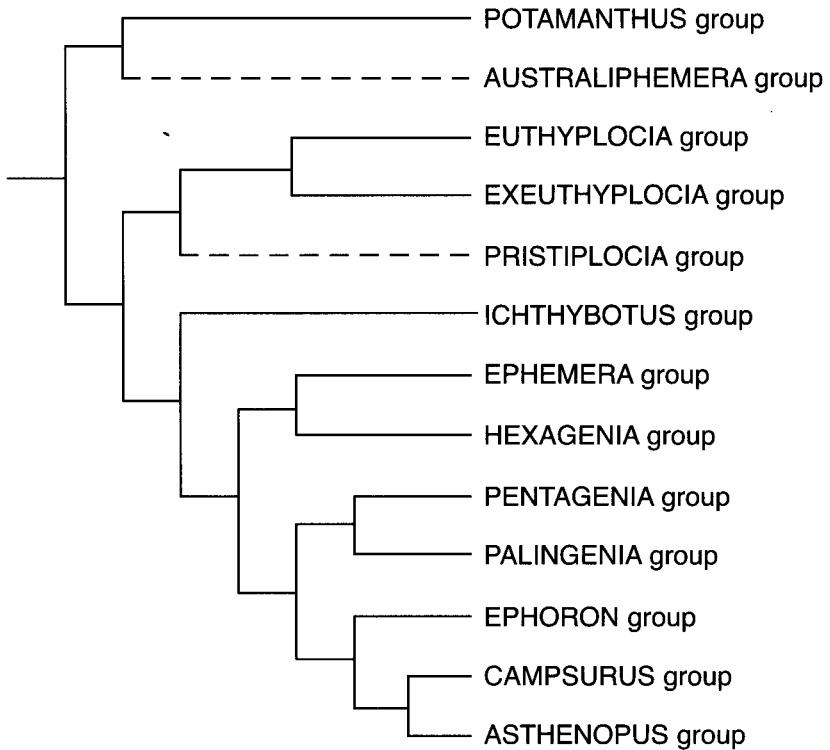 POTAMANTHUS group
AUSTRALIPHEMERA group
EUTHYPLOCIA group
EXEUTHYPLOCIA group
PRISTIPLOCIA group
ICHTHYBOTUS group
EPHEMERA group
HEXAGENIA group
PENTAGENIA group
PALINGENIA group
EPHORON group
CAMPSURUS group
ASTHENOPUS group